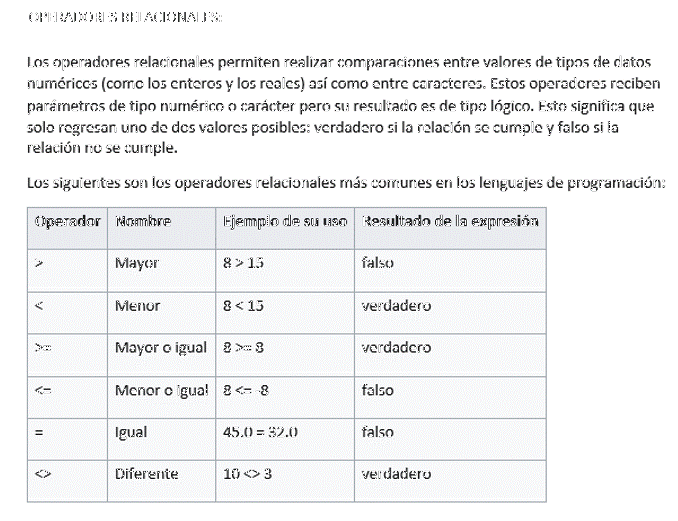 OPERADORES RELACIONALES:
Los operadores relacionales permiten realizar comparaciones entre valores de tipos de datos
numéricos (como los enteros y los reales) así como entre caracteres. Estos operadores reciben
parámetros de tipo numérico o carácter pero su resultado es de tipo lógico. Esto significa que
solo regresan uno de dos valores posibles: verdadero si la relación se cumple y falso si la
relación no se cumple.
Los siguientes son los operadores relacionales más comunes en los lenguajes de programación:
Operador Nombre Ejemplo de su uso Resultado de la expresión
> Mayor 8 > 15 falso
< Menor 8 < 15 verdadero
>= Mayor o igual 8 >= 8 verdadero
<= Menor o igual 8 <= -8 falso
= Igual 45.0 = 32.0 falso
<> Diferente 10 <> 3 verdadero